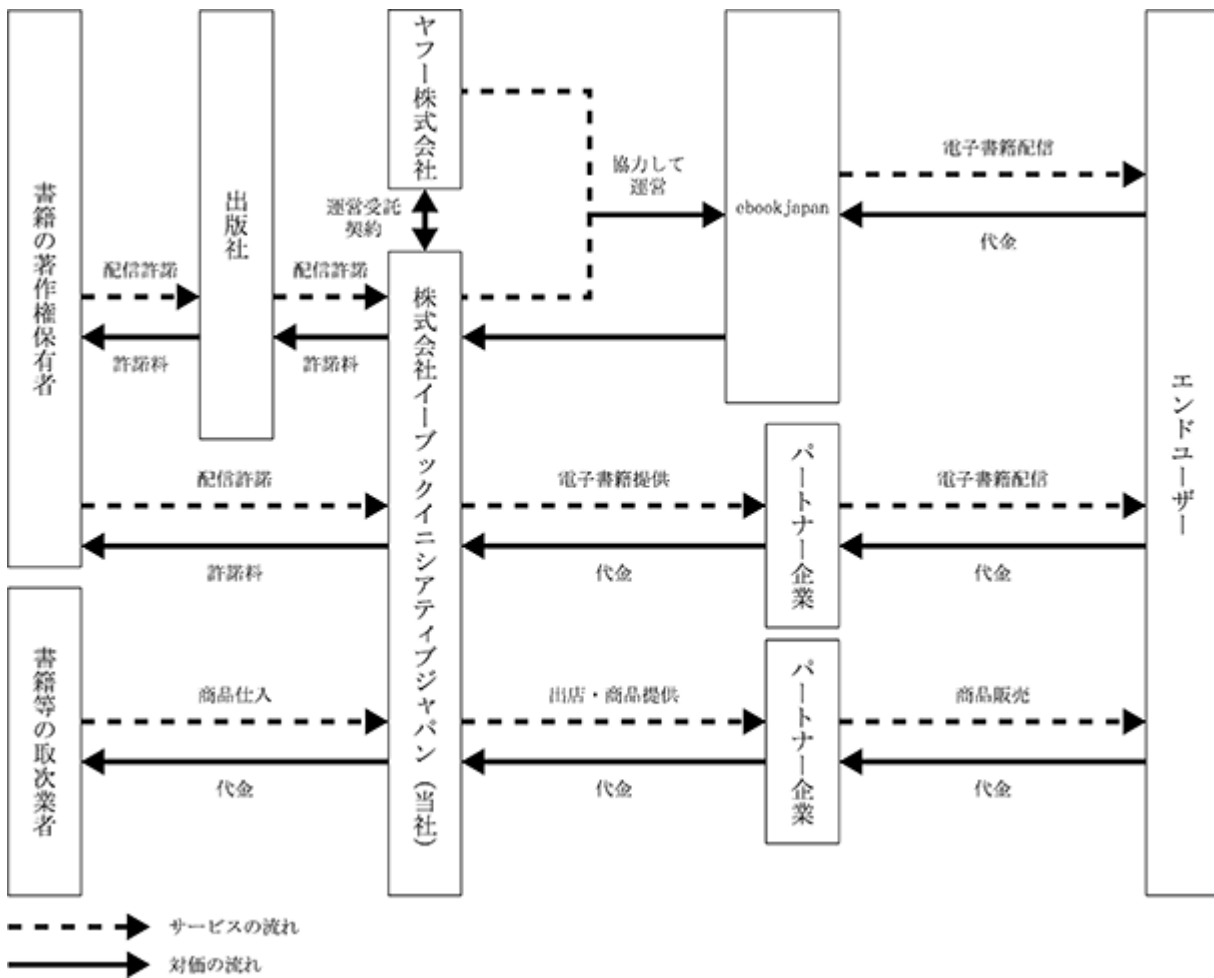 書籍の著作権保有者
出版社
ヤフー株式会社
運営受託
契約
株式会社イーブックイニシアティブジャパン（当社）
協力して
運営
ebookjapan
電子書籍配信
代金
エンドユーザー
配信許諾
許諾料
配信許諾
許諾料
配信許諾
許諾料
電子書籍提供
代金
パートナー企業
電子書籍配信
代金
書籍等の取次業者
商品仕入
代金
出店・商品提供
代金
パートナー企業
商品販売
代金
サービスの流れ
対価の流れ